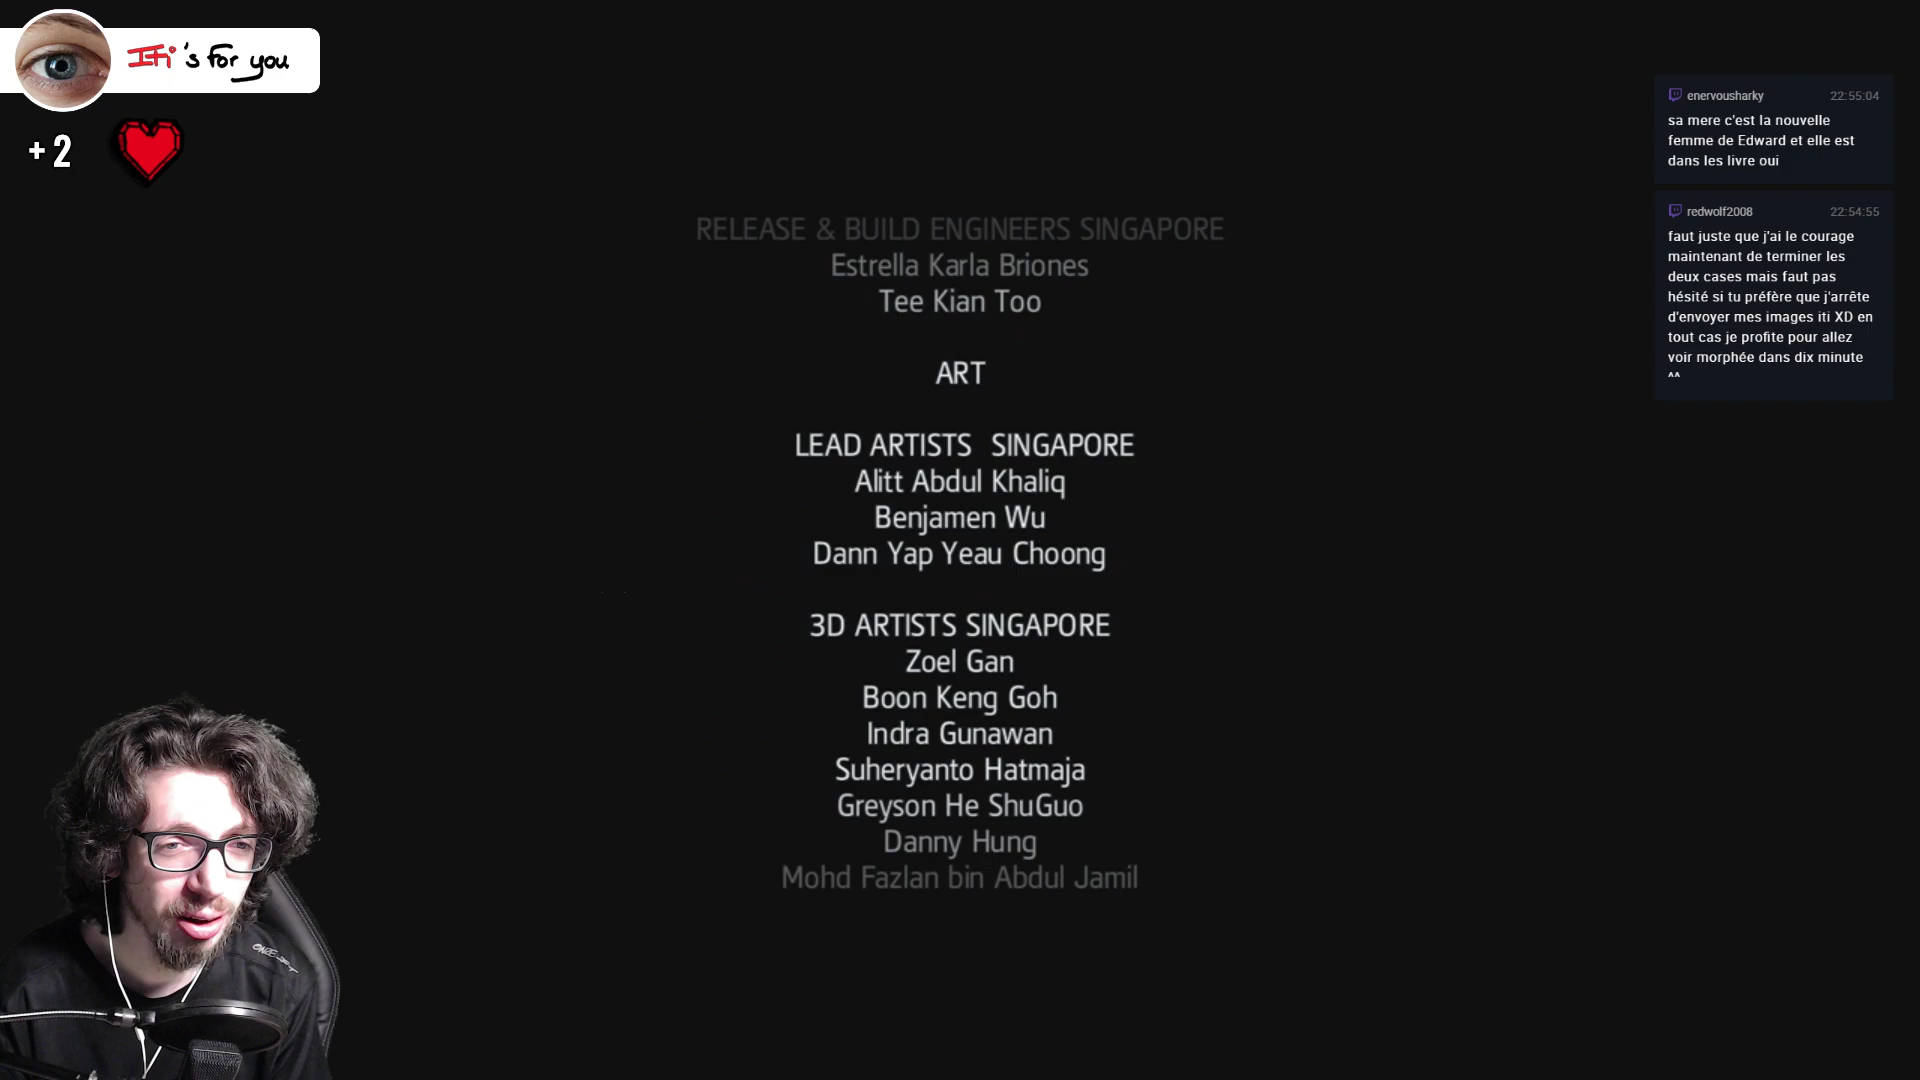 Iti's for you
+2
RELEASE & BUILD ENGINEERS SINGAPORE
Estrella Karla Briones
Tee Kian Too
ART
LEAD ARTISTS SINGAPORE
Alitt Abdul Khaliq
Benjamen Wu
Dann Yap Yeau Choong
3D ARTISTS SINGAPORE
Zoel Gan
Boon Keng Goh
Indra Gunawan
Suheryanto Hatmaja
Greyson He ShuGuo
Danny Hung
Mohd Fazlan bin Abdul Jamil
enervousharky 22:55:04
sa mere c'est la nouvelle
femme de Edward et elle est
dans les livre oui
redwolf2008 22:54:55
faut juste que j'ai le courage
maintenant de terminer les
deux cases mais faut pas
hésité si tu préfère que j'arrête
d'envoyer mes images iti XD en
tout cas je profite pour allez
voir morphée dans dix minute
^^